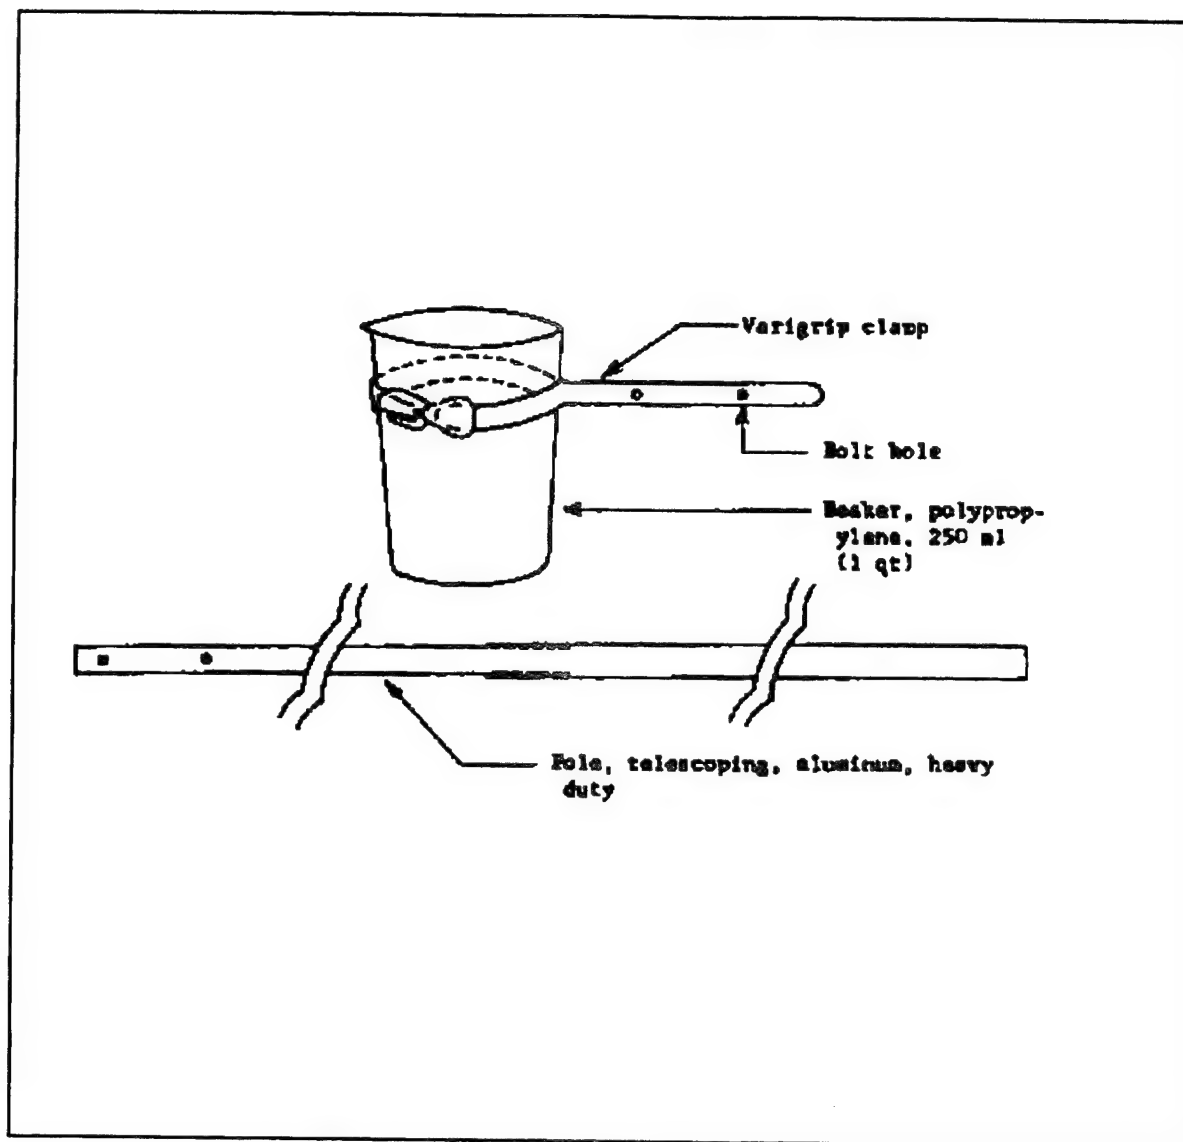 Varigrip clamp
Bolt hole
Beaker, polyprop-
ylene, 250 ml
(1 qt)
Pole, telescoping, aluminum, heavy
duty